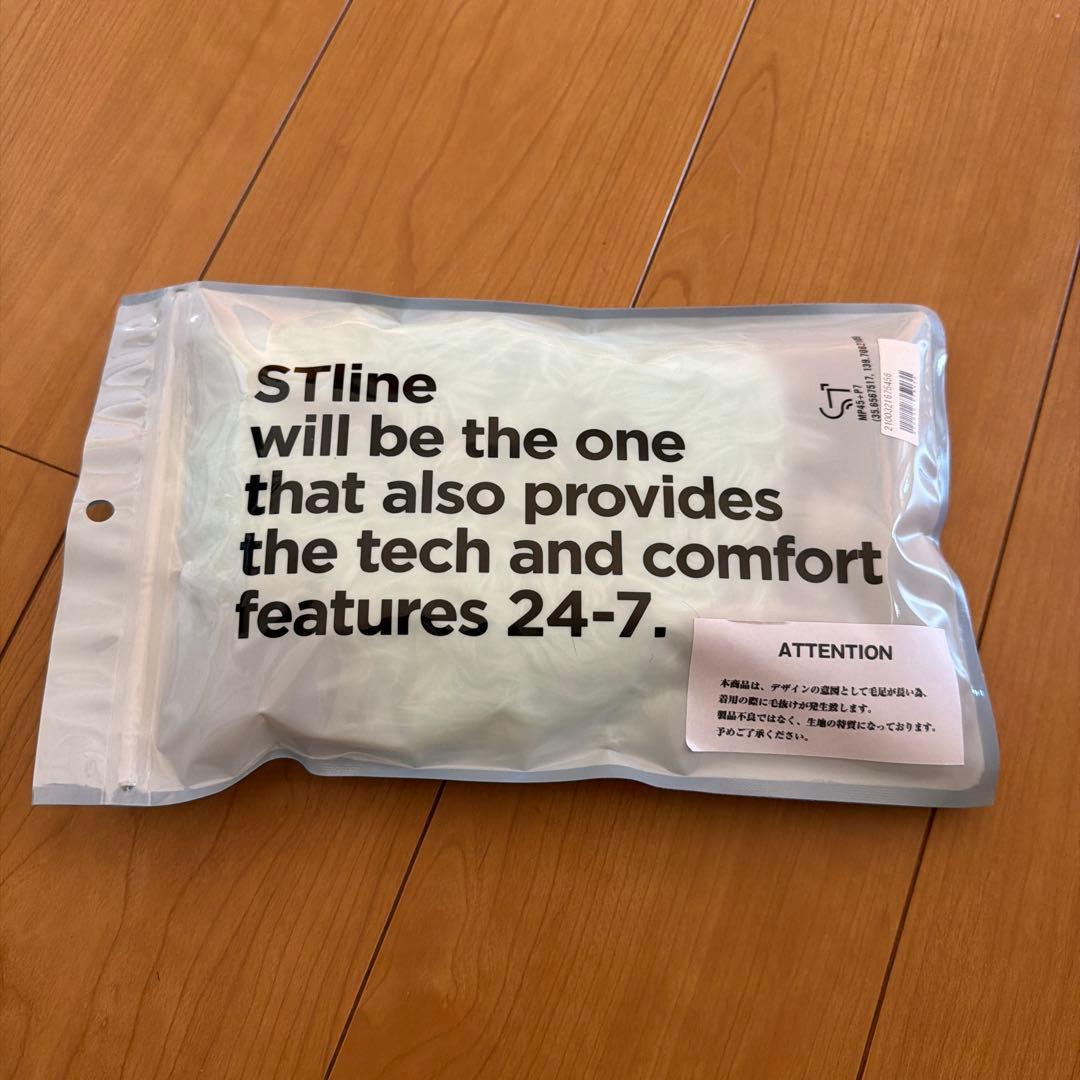 STline
will be the one
that also provides
the tech and comfort
features 24-7.
ST
MP45+P7
2100321675456
ATTENTION
本商品は、デザインの意図として毛足が長い為、
着用の際に毛抜けが発生致します。
製品不良ではなく、生地の特質になっております。
予めご了承ください。